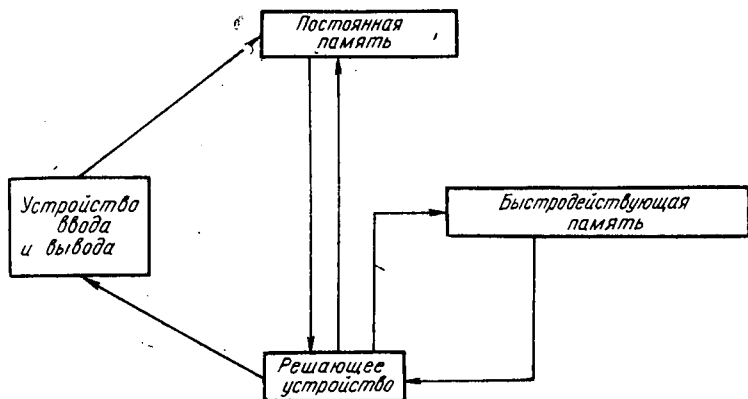 Постоянная
память
Устройство
ввода
и вывода
Быстродействующая
память
Решающее
устройство